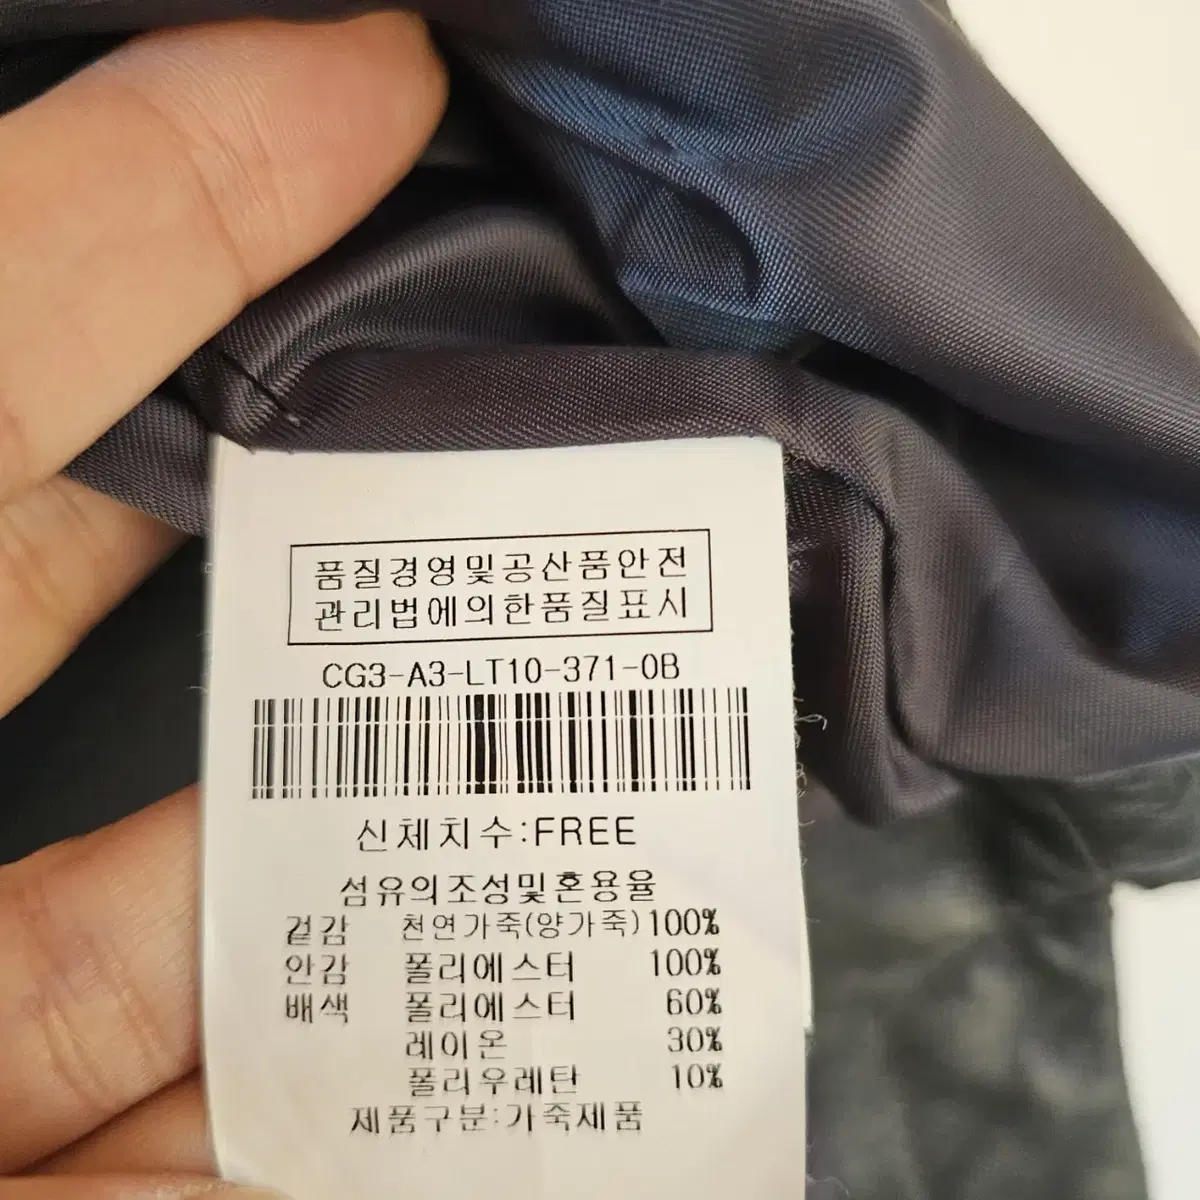 품질경영및공산품안전
관리법에의한품질표시
CG3-A3-LT10-371-0B
신체치수:FREE
섬유의조성및혼용율
겉감 천연가죽(양가죽)100%
안감 폴리에스터 100%
배색 폴리에스터 60%
레이온 30%
폴리우레탄 10%
제품구분:가죽제품